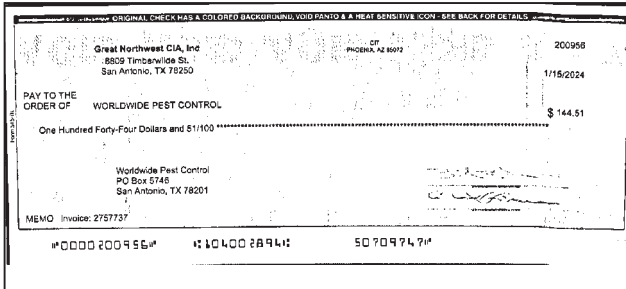 ORIGINAL CHECK HAS A COLORED BACKGROUND, VOID PANTO & A HEAT SENSITIVE ICON - SEE BACK FOR DETAILS
Great Northwest CIA, Inc
8809 Timberwilde St.
San Antonio, TX 78250
CIT
PHOENIX, AZ 85072
200956
1/15/2024
PAY TO THE
ORDER OF WORLDWIDE PEST CONTROL
$ 144.51
One Hundred Forty-Four Dollars and 51/100
Worldwide Pest Control
PO Box 5746
San Antonio, TX 78201
MEMO Invoice: 2757737
⑈0000200956⑈ ⑆104002894⑆ 50709747⑈